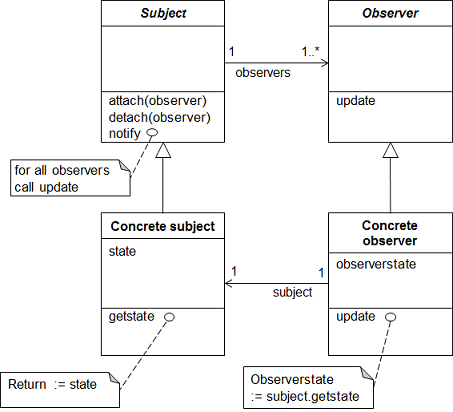 Subject
Observer
1
1..*
observers
attach(observer)
detach(observer)
notify
update
for all observers
call update
Concrete subject
Concrete
observer
state
observerstate
1
1
subject
getstate
update
Return := state
Observerstate
:= subject.getstate